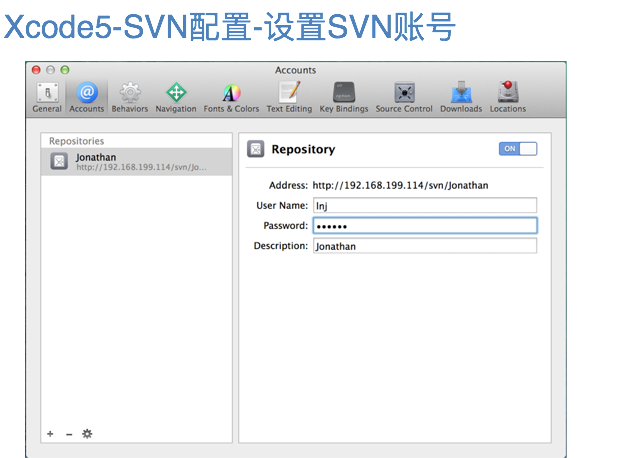 Xcode5-SVN配置-设置SVN账号
Accounts
General Accounts Behaviors Navigation Fonts & Colors Text Editing Key Bindings Source Control Downloads Locations
Repositories
Jonathan
http://192.168.199.114/svn/Jo...
Repository
ON
Address: http://192.168.199.114/svn/Jonathan
User Name: lnj
Password: ••••••
Description: Jonathan